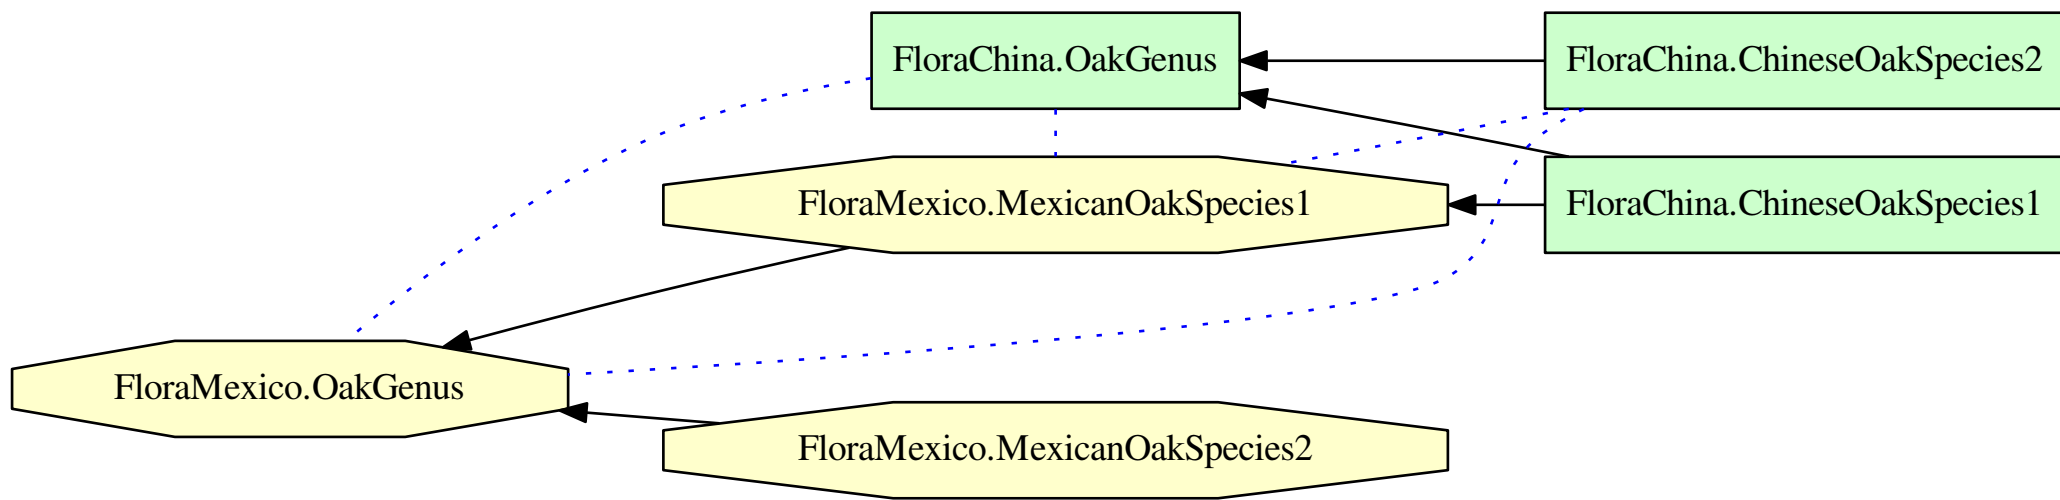 FloraChina.OakGenus
FloraChina.ChineseOakSpecies2
FloraMexico.MexicanOakSpecies1
FloraChina.ChineseOakSpecies1
FloraMexico.OakGenus
FloraMexico.MexicanOakSpecies2